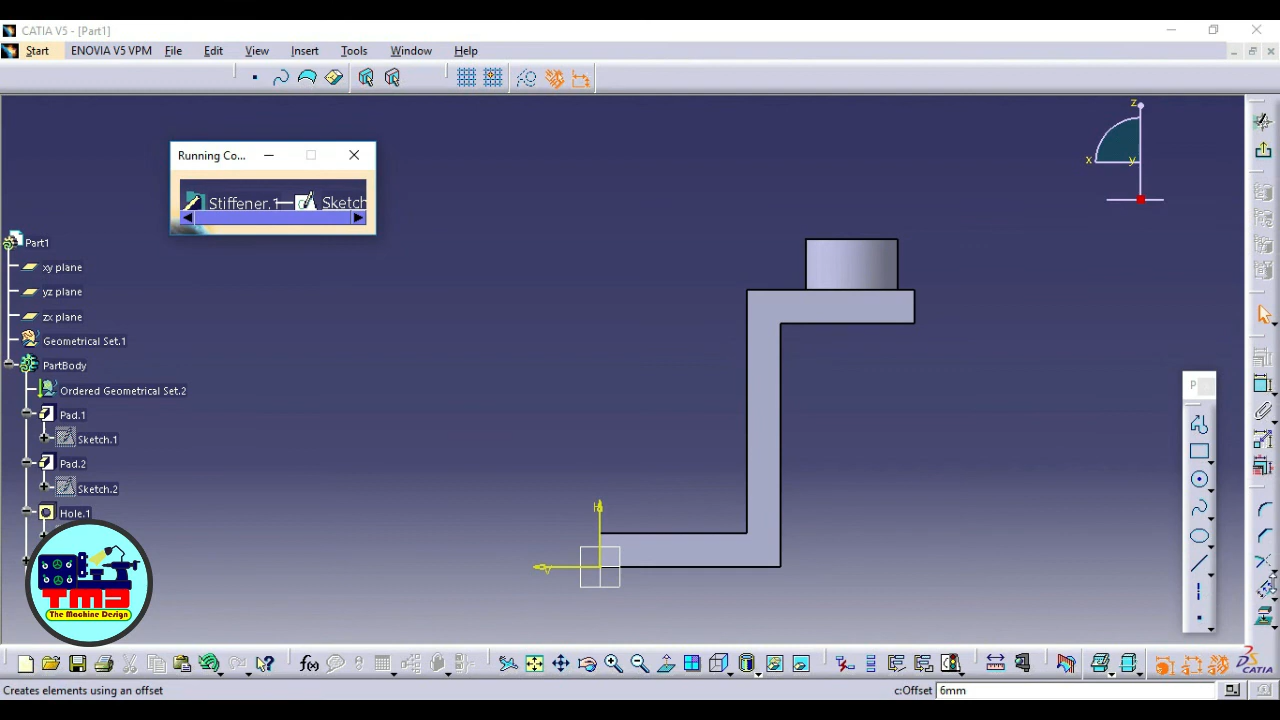 CATIA V5 - [Part1]
Start ENOVIA V5 VPM File Edit View Insert Tools Window Help
z
x
y
Running Co...
Stiffener.1 Sketch
Part1
xy plane
yz plane
zx plane
Geometrical Set.1
PartBody
Ordered Geometrical Set.2
Pad.1
Sketch.1
Pad.2
Sketch.2
Hole.1
H
V
P
TM3
The Machine Design
f(x)
CATIA
Creates elements using an offset
c:Offset 6mm